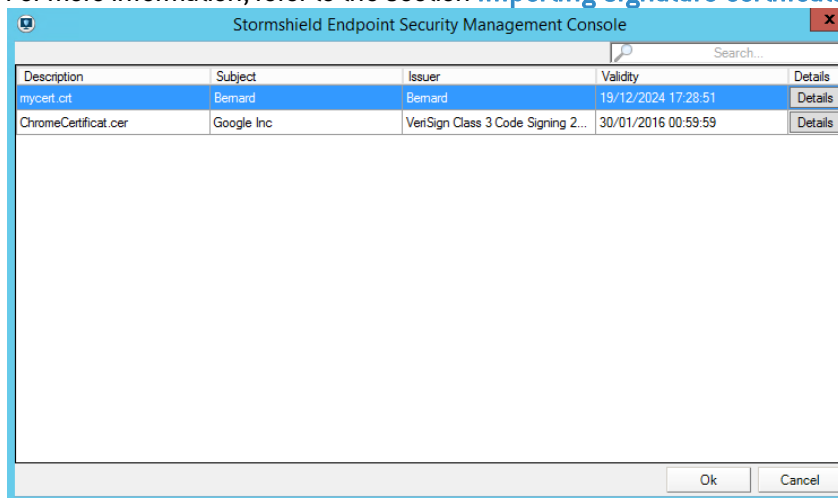 For more information, refer to the section Importing Signature Certificate
Stormshield Endpoint Security Management Console
x
Search...
Description Subject Issuer Validity Details
mycert.crt Bernard Bernard 19/12/2024 17:28:51 Details
ChromeCertificat.cer Google Inc VeriSign Class 3 Code Signing 2... 30/01/2016 00:59:59 Details
Ok Cancel